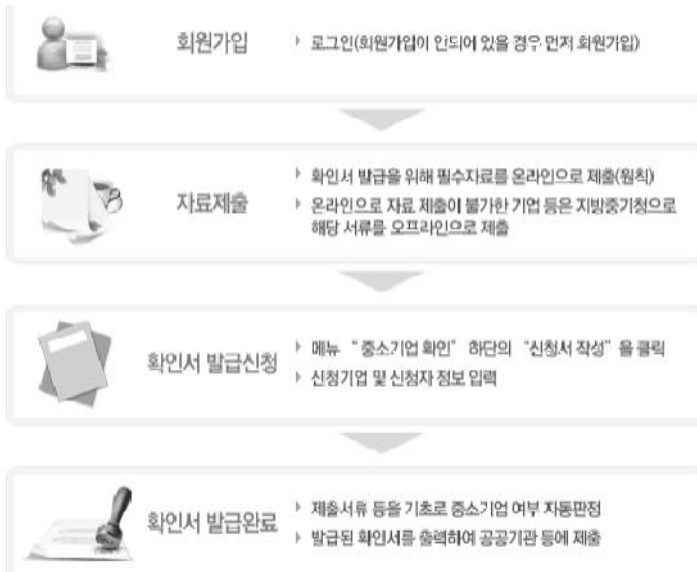 회원가입
로그인(회원가입이 안되어 있을 경우 먼저 회원가입)
자료제출
확인서 발급을 위해 필수자료를 온라인으로 제출(원칙)
온라인으로 자료 제출이 불가한 기업 등은 지방중기청으로
해당 서류를 오프라인으로 제출
확인서 발급신청
메뉴 “중소기업 확인” 하단의 “신청서 작성”을 클릭
신청기업 및 신청자 정보 입력
확인서 발급완료
제출서류 등을 기초로 중소기업 여부 자동판정
발급된 확인서를 출력하여 공공기관 등에 제출